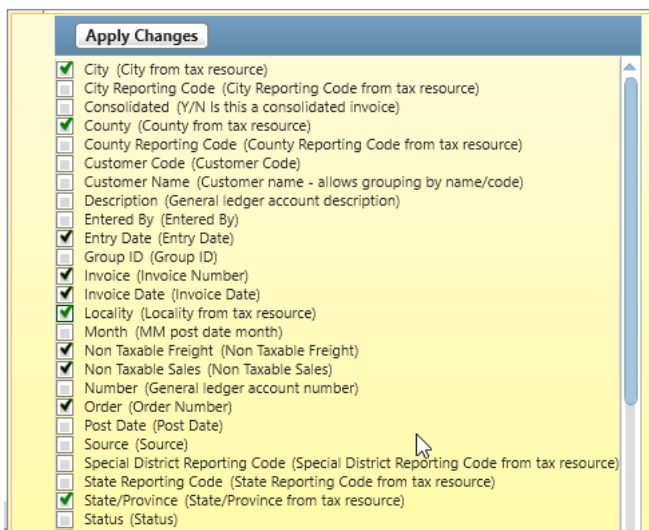 Apply Changes
City (City from tax resource)
City Reporting Code (City Reporting Code from tax resource)
Consolidated (Y/N Is this a consolidated invoice)
County (County from tax resource)
County Reporting Code (County Reporting Code from tax resource)
Customer Code (Customer Code)
Customer Name (Customer name - allows grouping by name/code)
Description (General ledger account description)
Entered By (Entered By)
Entry Date (Entry Date)
Group ID (Group ID)
Invoice (Invoice Number)
Invoice Date (Invoice Date)
Locality (Locality from tax resource)
Month (MM post date month)
Non Taxable Freight (Non Taxable Freight)
Non Taxable Sales (Non Taxable Sales)
Number (General ledger account number)
Order (Order Number)
Post Date (Post Date)
Source (Source)
Special District Reporting Code (Special District Reporting Code from tax resource)
State Reporting Code (State Reporting Code from tax resource)
State/Province (State/Province from tax resource)
Status (Status)